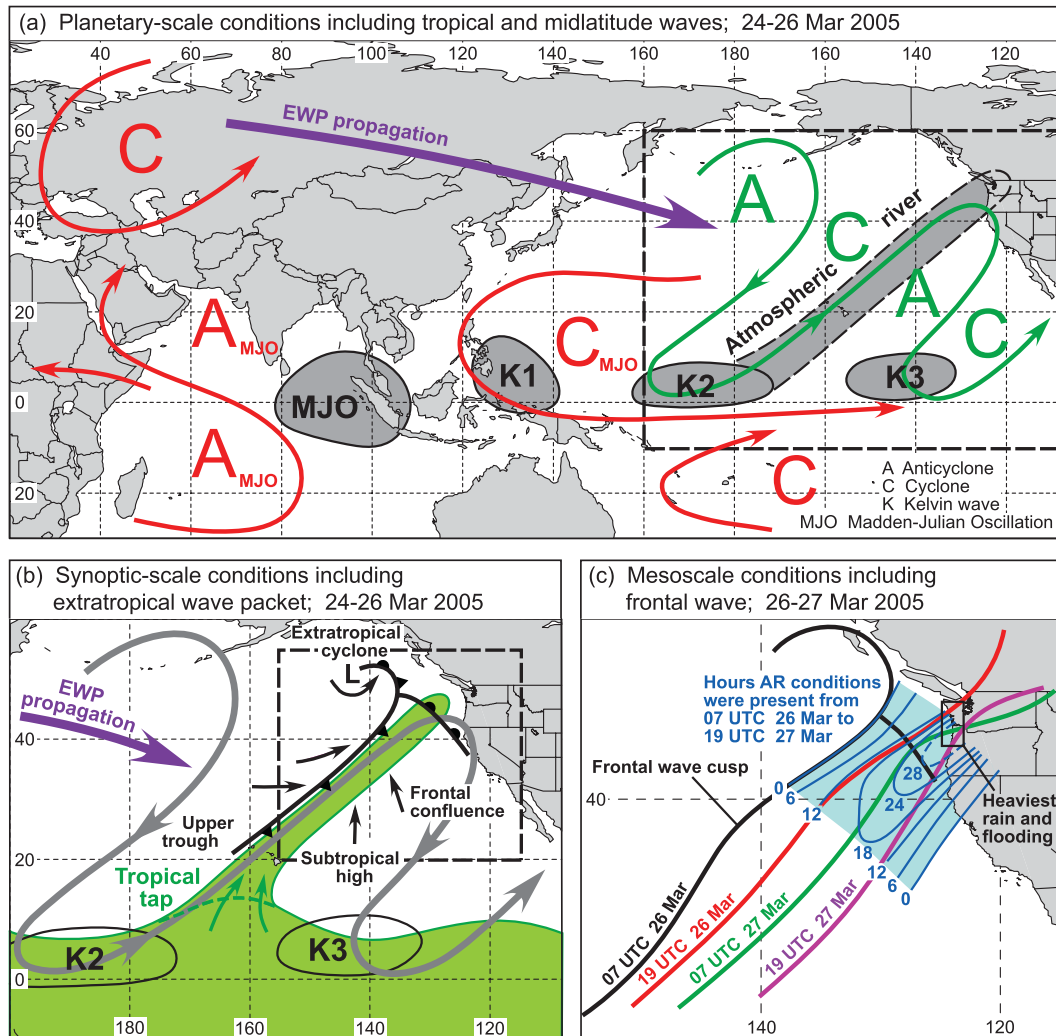 (a) Planetary-scale conditions including tropical and midlatitude waves; 24-26 Mar 2005
40 60 80 100 120 140 160 180 160 140 120
60
40
20
0
20
C
EWP propagation
A
C
Atmospheric river
A
C
A MJO
A MJO
MJO
K1
C MJO
K2
K3
C
A Anticyclone
C Cyclone
K Kelvin wave
MJO Madden-Julian Oscillation
(b) Synoptic-scale conditions including
extratropical wave packet; 24-26 Mar 2005
Extratropical
cyclone
L
EWP
propagation
40
20
0
Upper
trough
Frontal
confluence
Subtropical
high
Tropical
tap
K2
K3
180 160 140 120
(c) Mesoscale conditions including
frontal wave; 26-27 Mar 2005
Hours AR conditions
were present from
07 UTC 26 Mar to
19 UTC 27 Mar
Frontal wave cusp
0
6
12
28
24
18
12
6
0
Heaviest
rain and
flooding
40
07 UTC 26 Mar
19 UTC 26 Mar
07 UTC 27 Mar
19 UTC 27 Mar
140 120